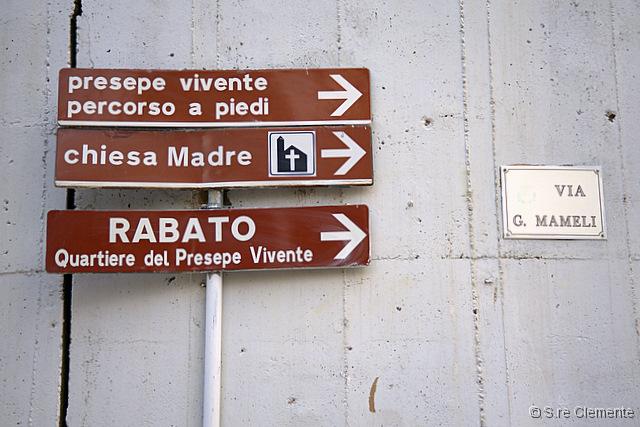 presepe vivente
percorso a piedi
chiesa Madre
RABATO
Quartiere del Presepe Vivente
VIA
G. MAMELI
© S.re Clemente